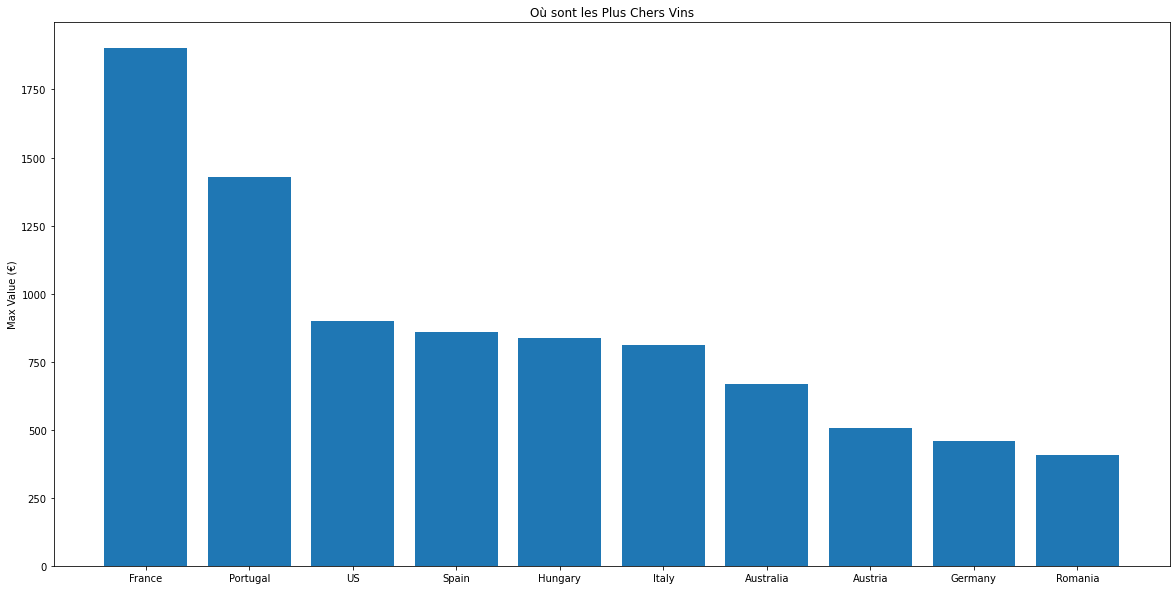 Où sont les Plus Chers Vins
Max Value (€)
1750
1500
1250
1000
750
500
250
0
France Portugal US Spain Hungary Italy Australia Austria Germany Romania